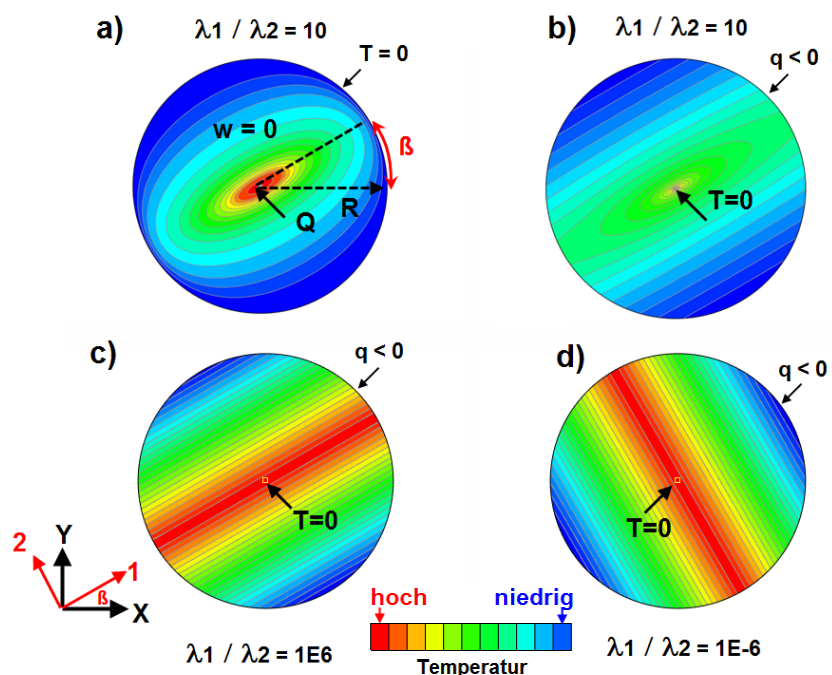 a)
λ1 / λ2 = 10
T = 0
w = 0
ß
R
Q
b)
λ1 / λ2 = 10
q < 0
T=0
c)
q < 0
T=0
d)
q < 0
T=0
Y
2
1
ß
X
hoch
niedrig
Temperatur
λ1 / λ2 = 1E6
λ1 / λ2 = 1E-6